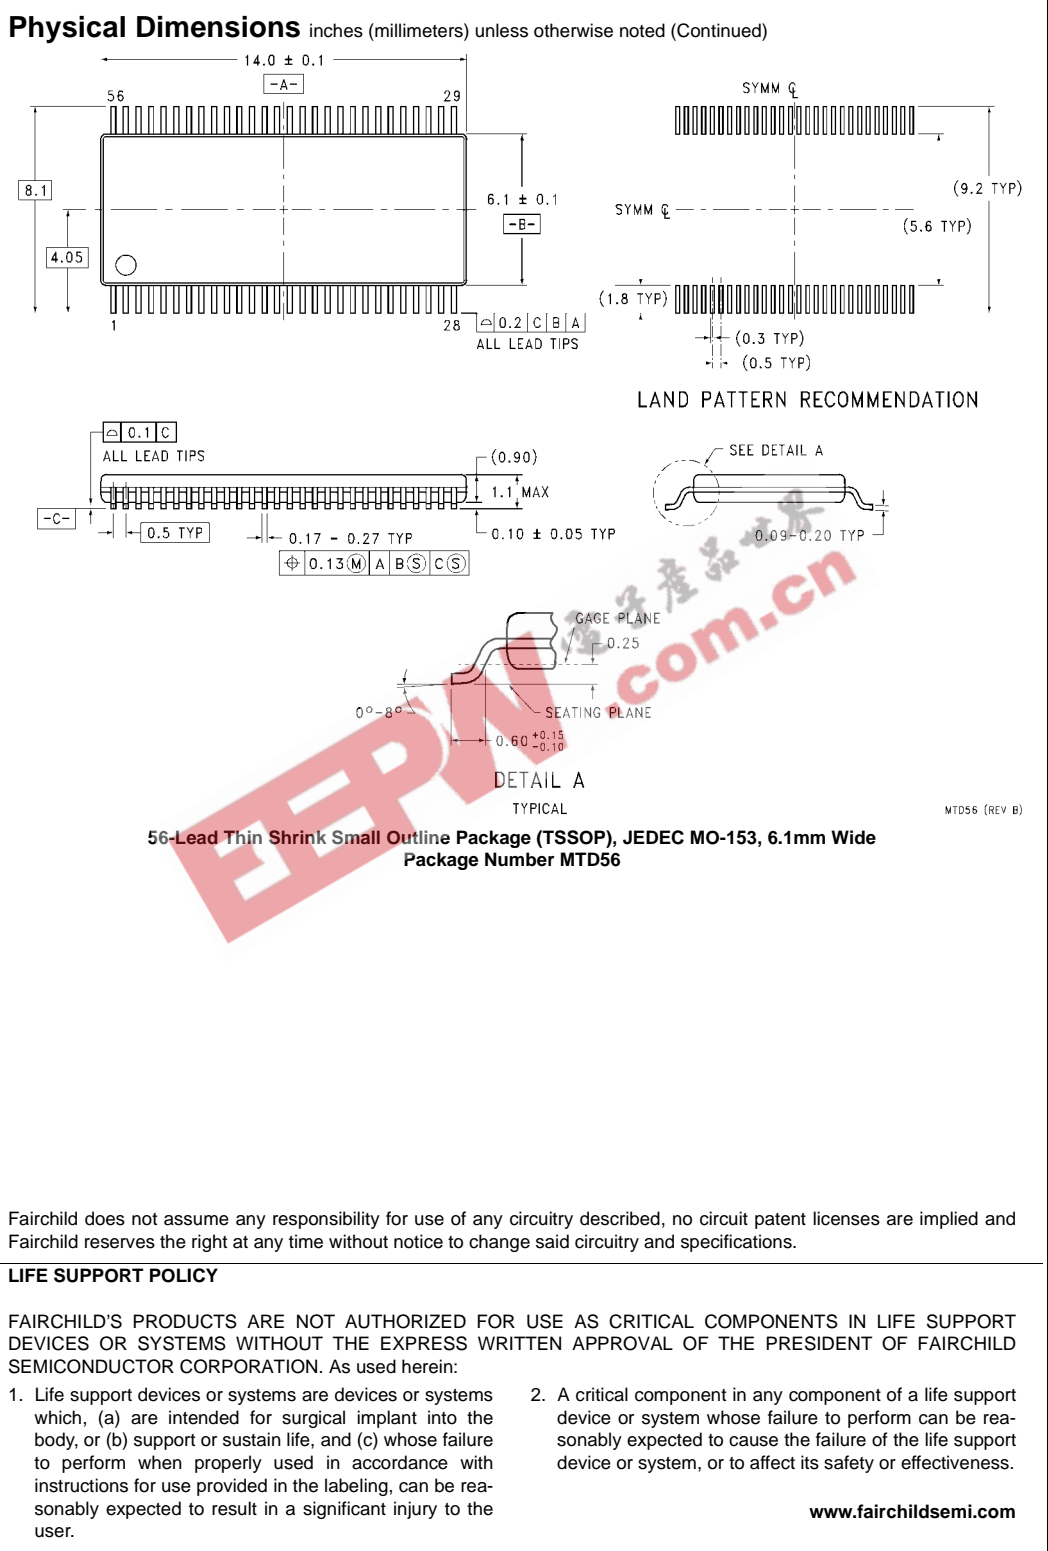 Physical Dimensions inches (millimeters) unless otherwise noted (Continued)
14.0 ± 0.1
-A-
56
29
8.1
4.05
6.1 ± 0.1
-B-
1
28
⌓ 0.2 C B A
ALL LEAD TIPS
SYMM ℄
SYMM ℄
(9.2 TYP)
(5.6 TYP)
(1.8 TYP)
(0.3 TYP)
(0.5 TYP)
LAND PATTERN RECOMMENDATION
⌓ 0.1 C
ALL LEAD TIPS
(0.90)
1.1 MAX
-C-
0.5 TYP
0.17 – 0.27 TYP
0.10 ± 0.05 TYP
⌖ 0.13 Ⓜ A B Ⓢ C Ⓢ
SEE DETAIL A
0.09–0.20 TYP
電子産品世界
EEPW.com.cn
GAGE PLANE
0.25
0°–8°
SEATING PLANE
0.60 +0.15 −0.10
DETAIL A
TYPICAL
MTD56 (REV B)
56-Lead Thin Shrink Small Outline Package (TSSOP), JEDEC MO-153, 6.1mm Wide
Package Number MTD56
Fairchild does not assume any responsibility for use of any circuitry described, no circuit patent licenses are implied and
Fairchild reserves the right at any time without notice to change said circuitry and specifications.
LIFE SUPPORT POLICY
FAIRCHILD'S PRODUCTS ARE NOT AUTHORIZED FOR USE AS CRITICAL COMPONENTS IN LIFE SUPPORT
DEVICES OR SYSTEMS WITHOUT THE EXPRESS WRITTEN APPROVAL OF THE PRESIDENT OF FAIRCHILD
SEMICONDUCTOR CORPORATION. As used herein:
1. Life support devices or systems are devices or systems
which, (a) are intended for surgical implant into the
body, or (b) support or sustain life, and (c) whose failure
to perform when properly used in accordance with
instructions for use provided in the labeling, can be rea-
sonably expected to result in a significant injury to the
user.
2. A critical component in any component of a life support
device or system whose failure to perform can be rea-
sonably expected to cause the failure of the life support
device or system, or to affect its safety or effectiveness.
www.fairchildsemi.com